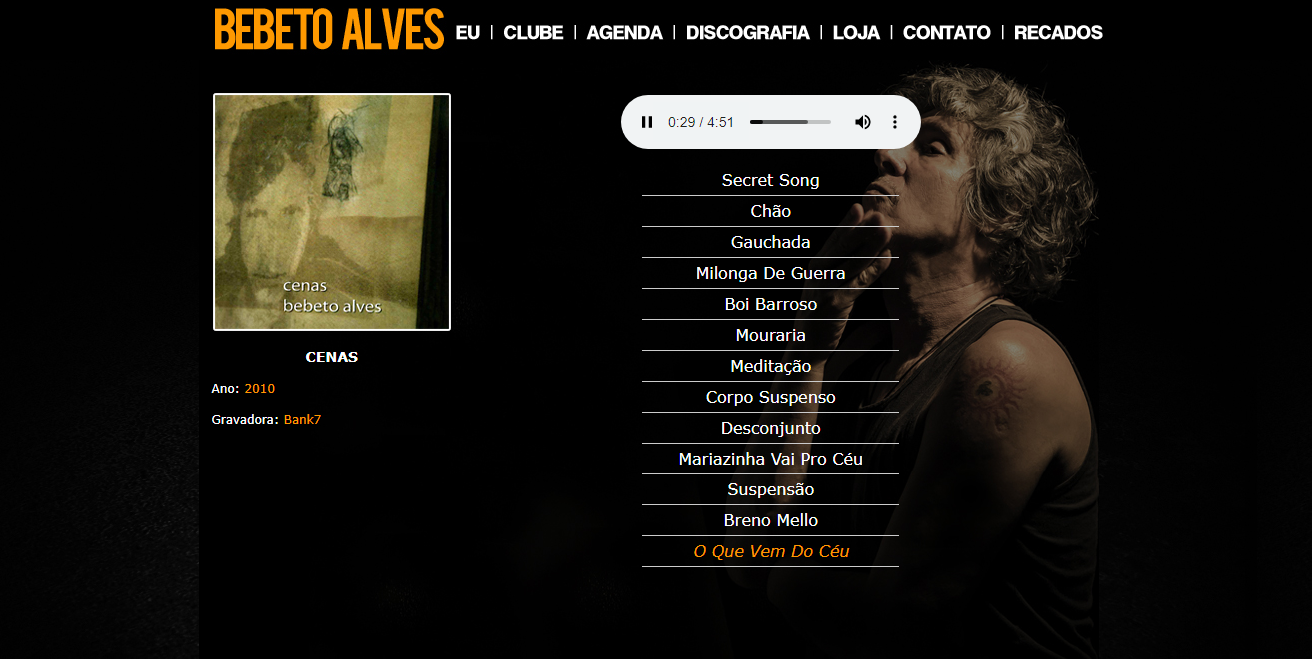 BEBETO ALVES
EU | CLUBE | AGENDA | DISCOGRAFIA | LOJA | CONTATO | RECADOS
cenas
bebeto alves
CENAS
Ano: 2010
Gravadora: Bank7
0:29 / 4:51
Secret Song
Chão
Gauchada
Milonga De Guerra
Boi Barroso
Mouraria
Meditação
Corpo Suspenso
Desconjunto
Mariazinha Vai Pro Céu
Suspensão
Breno Mello
O Que Vem Do Céu